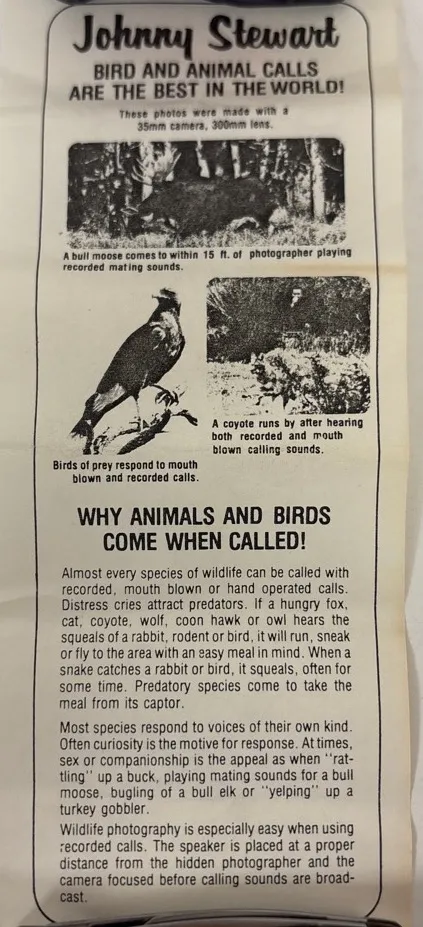 Johnny Stewart
BIRD AND ANIMAL CALLS
ARE THE BEST IN THE WORLD!
These photos were made with a
35mm camera, 300mm lens.
A bull moose comes to within 15 ft. of photographer playing
recorded mating sounds.
A coyote runs by after hearing
both recorded and mouth
blown calling sounds.
Birds of prey respond to mouth
blown and recorded calls.
WHY ANIMALS AND BIRDS
COME WHEN CALLED!
Almost every species of wildlife can be called with
recorded, mouth blown or hand operated calls.
Distress cries attract predators. If a hungry fox,
cat, coyote, wolf, coon hawk or owl hears the
squeals of a rabbit, rodent or bird, it will run, sneak
or fly to the area with an easy meal in mind. When a
snake catches a rabbit or bird, it squeals, often for
some time. Predatory species come to take the
meal from its captor.
Most species respond to voices of their own kind.
Often curiosity is the motive for response. At times,
sex or companionship is the appeal as when "rat-
tling" up a buck, playing mating sounds for a bull
moose, bugling of a bull elk or "yelping" up a
turkey gobbler.
Wildlife photography is especially easy when using
recorded calls. The speaker is placed at a proper
distance from the hidden photographer and the
camera focused before calling sounds are broad-
cast.